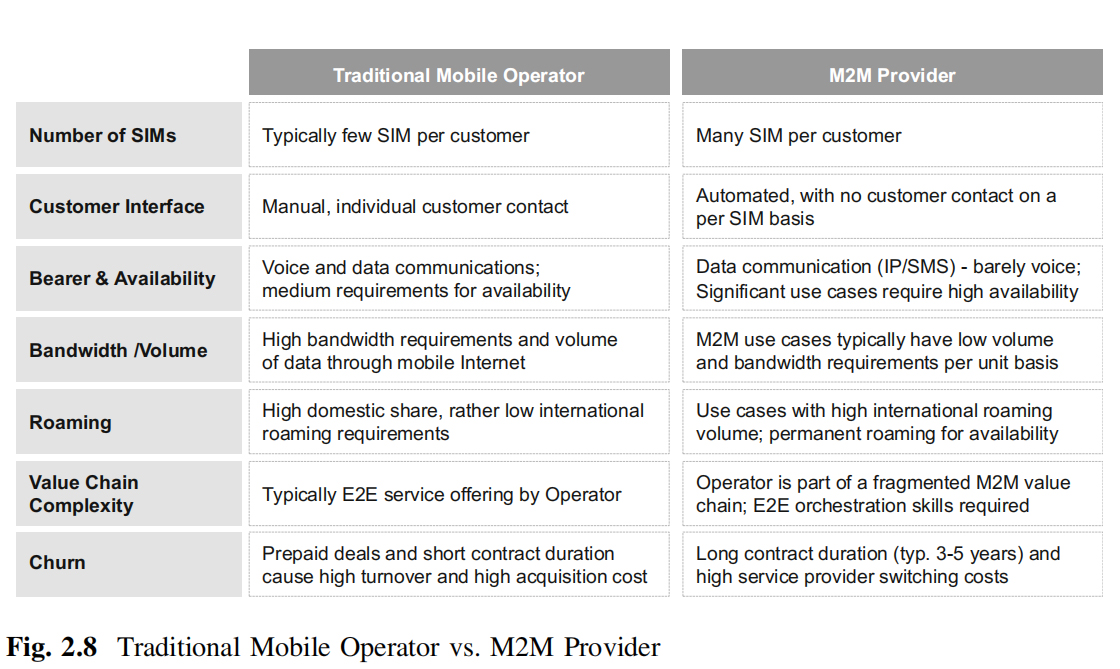 Traditional Mobile Operator
M2M Provider
Number of SIMs
Typically few SIM per customer
Many SIM per customer
Customer Interface
Manual, individual customer contact
Automated, with no customer contact on a
per SIM basis
Bearer & Availability
Voice and data communications;
medium requirements for availability
Data communication (IP/SMS) - barely voice;
Significant use cases require high availability
Bandwidth /Volume
High bandwidth requirements and volume
of data through mobile Internet
M2M use cases typically have low volume
and bandwidth requirements per unit basis
Roaming
High domestic share, rather low international
roaming requirements
Use cases with high international roaming
volume; permanent roaming for availability
Value Chain
Complexity
Typically E2E service offering by Operator
Operator is part of a fragmented M2M value
chain; E2E orchestration skills required
Churn
Prepaid deals and short contract duration
cause high turnover and high acquisition cost
Long contract duration (typ. 3-5 years) and
high service provider switching costs
Fig. 2.8 Traditional Mobile Operator vs. M2M Provider